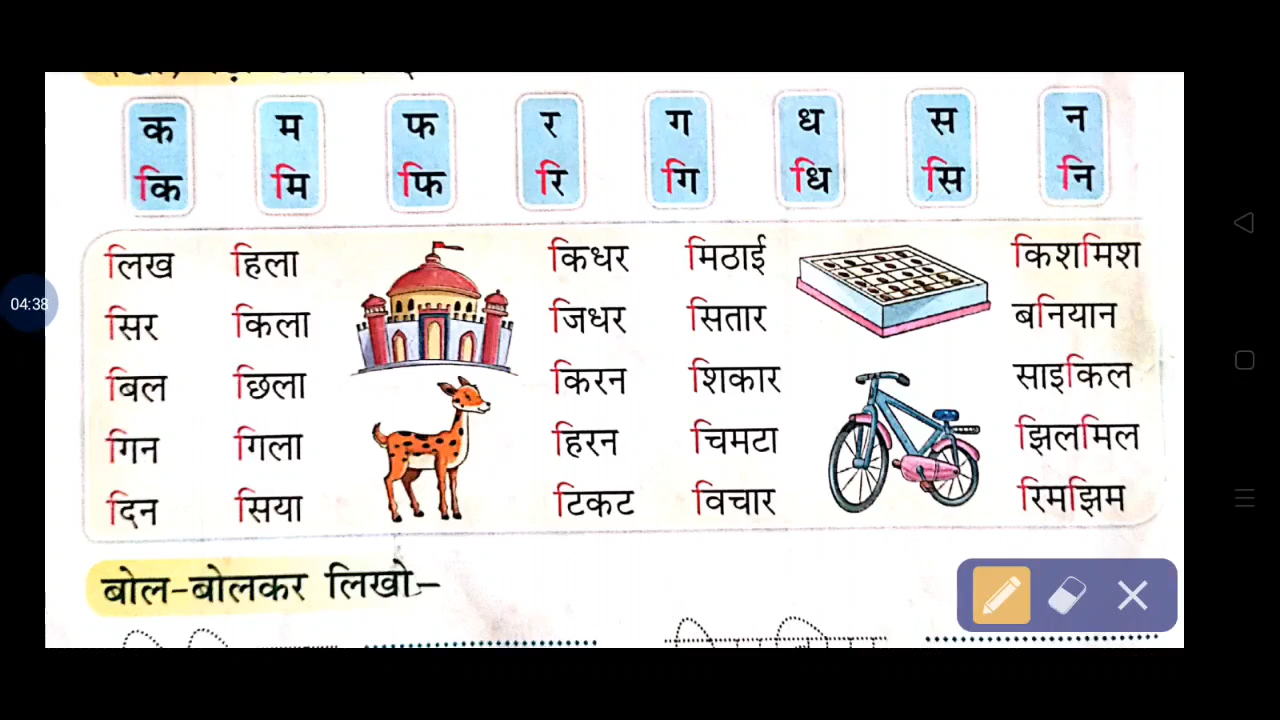 क म फ र ग ध स न
कि मि फि रि गि धि सि नि
लिख हिला किधर मिठाई किशमिश
सिर किला जिधर सितार बनियान
बिल छिला किरन शिकार साइकिल
गिन गिला हिरन चिमटा झिलमिल
दिन सिया टिकट विचार रिमझिम
04:38
बोल-बोलकर लिखो-